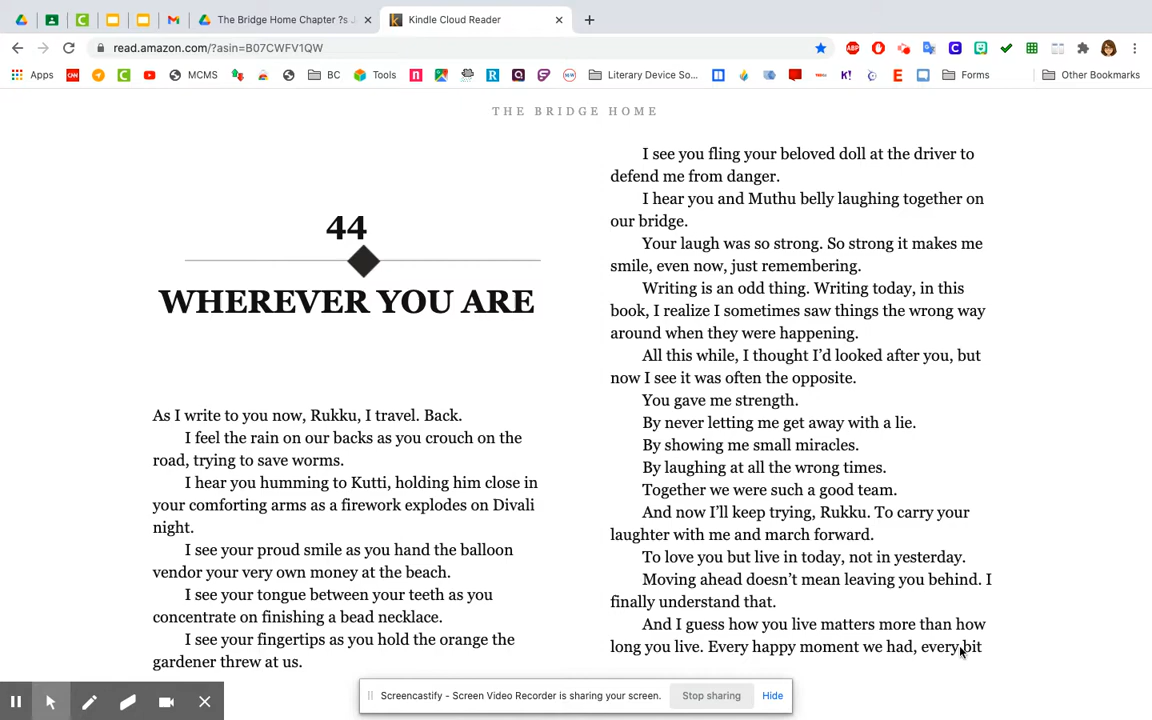 The Bridge Home Chapter ?s .
Kindle Cloud Reader
read.amazon.com/?asin=B07CWFV1QW
Apps
MCMS
BC
Tools
Literary Device So...
Forms
Other Bookmarks
THE BRIDGE HOME
44
WHEREVER YOU ARE
As I write to you now, Rukku, I travel. Back.
I feel the rain on our backs as you crouch on the
road, trying to save worms.
I hear you humming to Kutti, holding him close in
your comforting arms as a firework explodes on Divali
night.
I see your proud smile as you hand the balloon
vendor your very own money at the beach.
I see your tongue between your teeth as you
concentrate on finishing a bead necklace.
I see your fingertips as you hold the orange the
gardener threw at us.
I see you fling your beloved doll at the driver to
defend me from danger.
I hear you and Muthu belly laughing together on
our bridge.
Your laugh was so strong. So strong it makes me
smile, even now, just remembering.
Writing is an odd thing. Writing today, in this
book, I realize I sometimes saw things the wrong way
around when they were happening.
All this while, I thought I’d looked after you, but
now I see it was often the opposite.
You gave me strength.
By never letting me get away with a lie.
By showing me small miracles.
By laughing at all the wrong times.
Together we were such a good team.
And now I’ll keep trying, Rukku. To carry your
laughter with me and march forward.
To love you but live in today, not in yesterday.
Moving ahead doesn’t mean leaving you behind. I
finally understand that.
And I guess how you live matters more than how
long you live. Every happy moment we had, every bit
Screencastify - Screen Video Recorder is sharing your screen.
Stop sharing
Hide